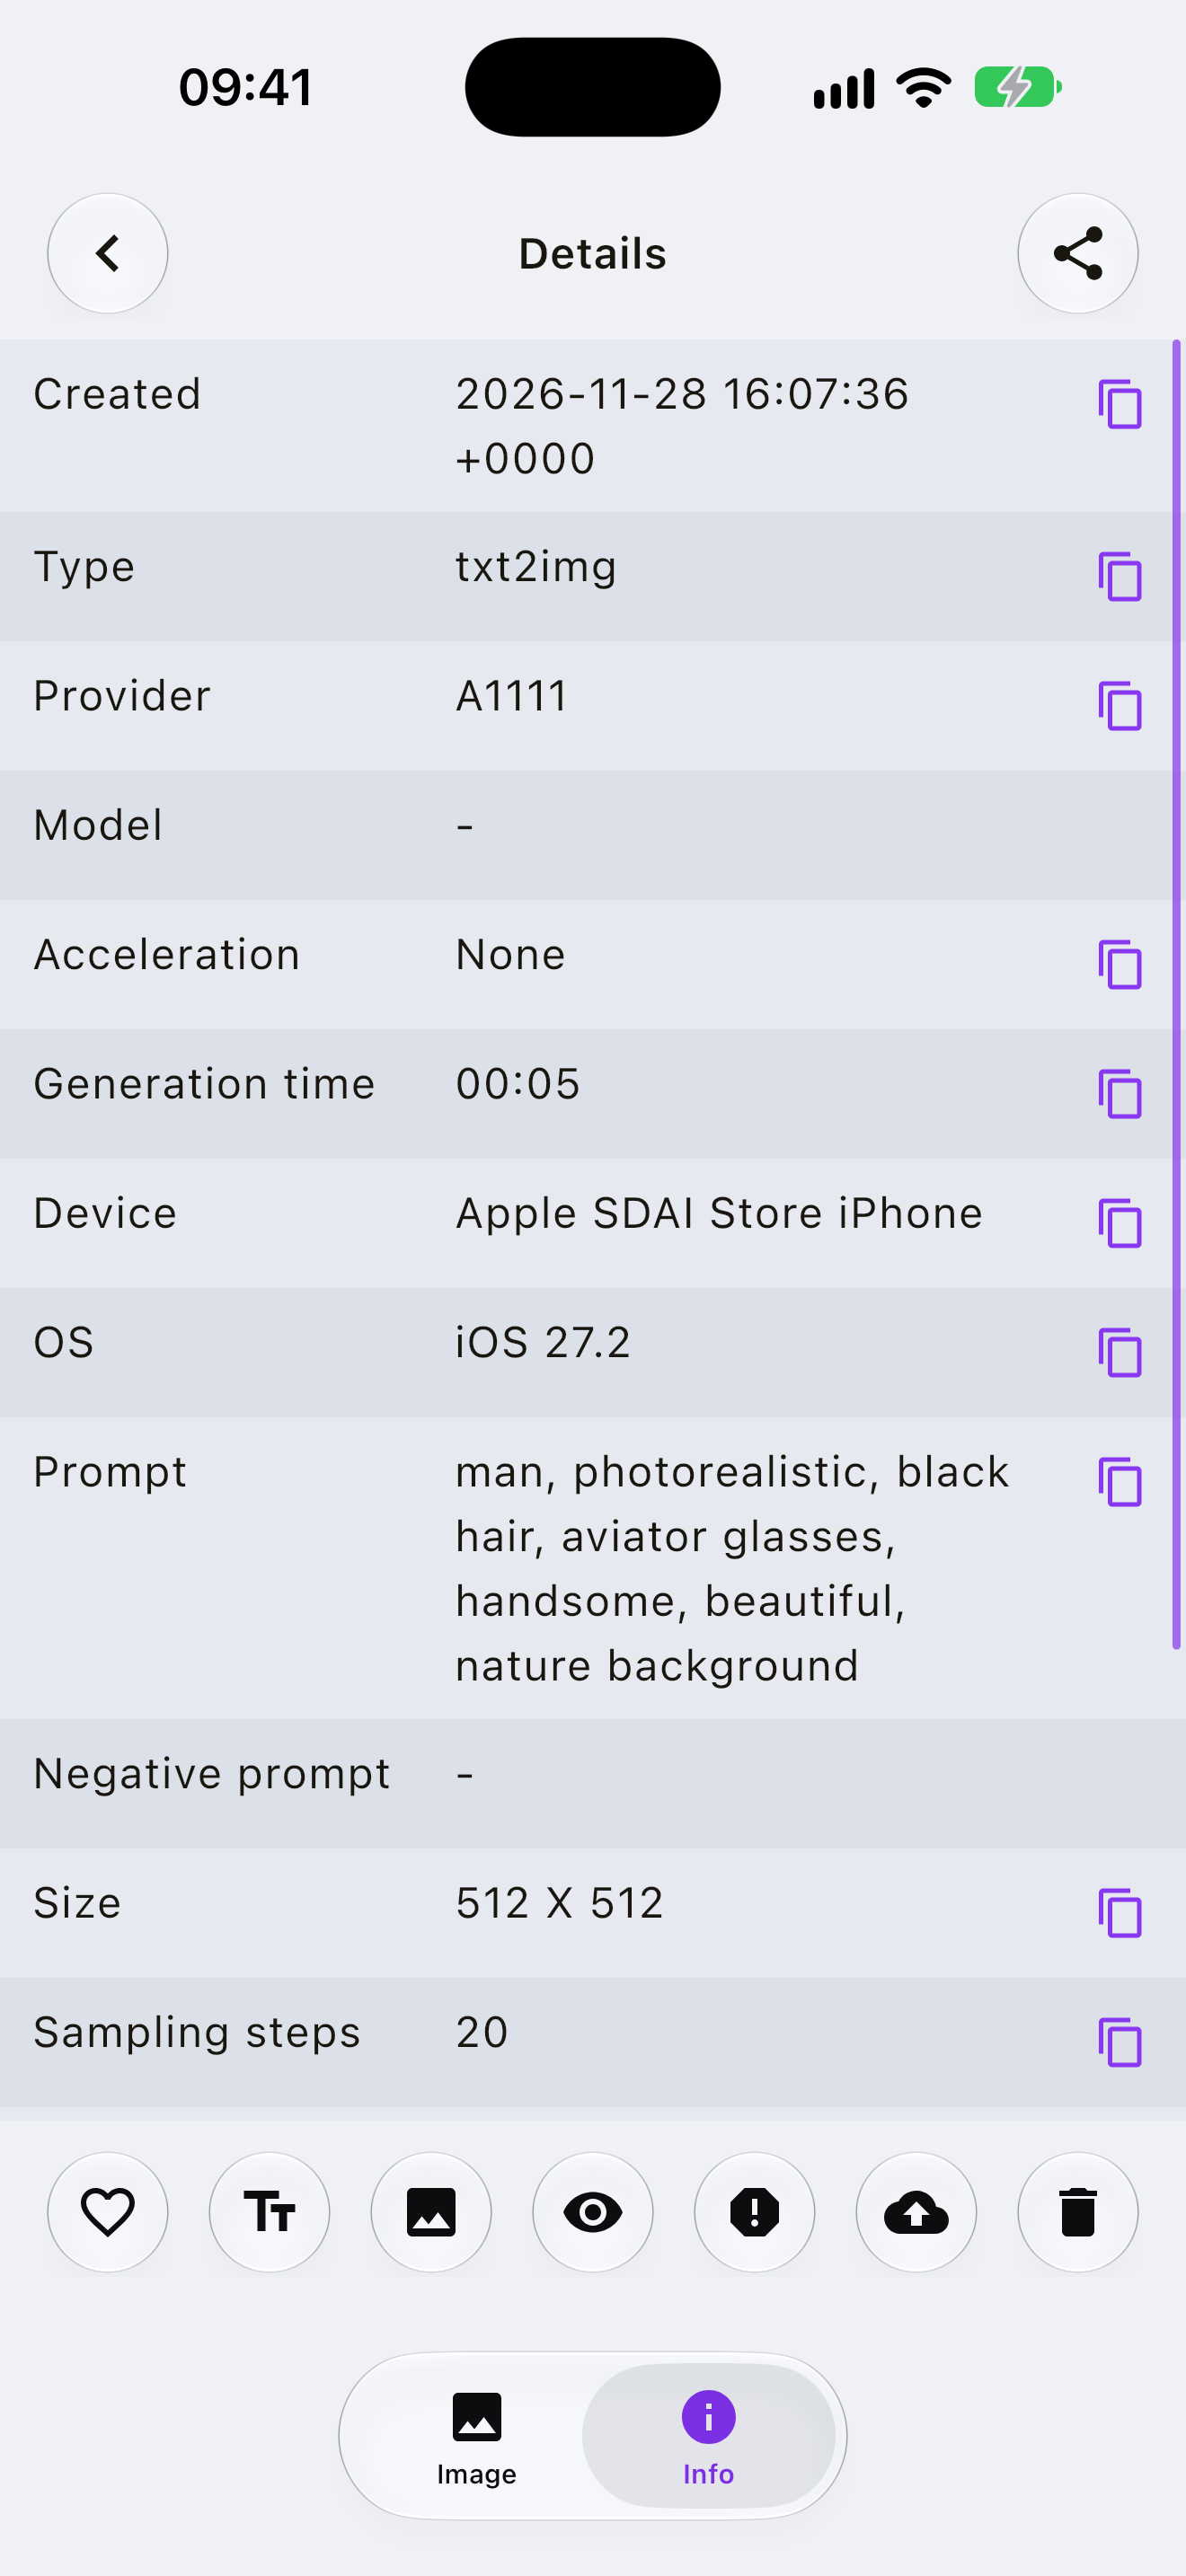 09:41
Details
Created
2026-11-28 16:07:36
+0000
Type
txt2img
Provider
A1111
Model
-
Acceleration
None
Generation time
00:05
Device
Apple SDAI Store iPhone
OS
iOS 27.2
Prompt
man, photorealistic, black
hair, aviator glasses,
handsome, beautiful,
nature background
Negative prompt
-
Size
512 X 512
Sampling steps
20
Image
Info